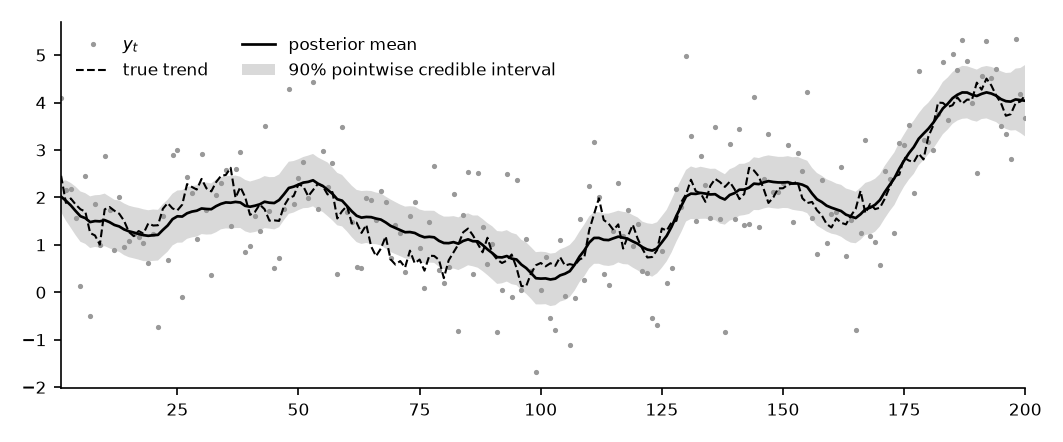 y_t
posterior mean
true trend
90% pointwise credible interval
5
4
3
2
1
0
−1
−2
25 50 75 100 125 150 175 200